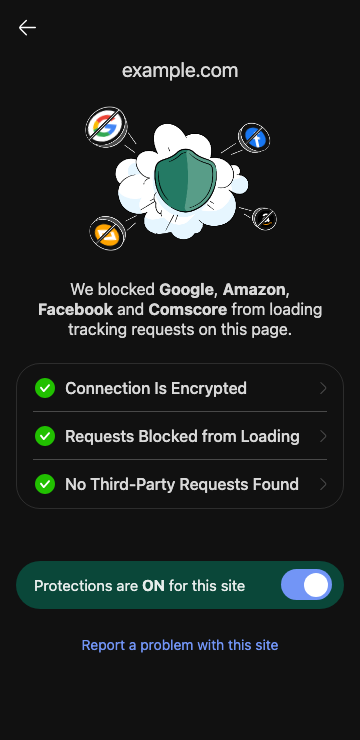 example.com
We blocked Google, Amazon,
Facebook and Comscore from loading
tracking requests on this page.
Connection Is Encrypted
Requests Blocked from Loading
No Third-Party Requests Found
Protections are ON for this site
Report a problem with this site